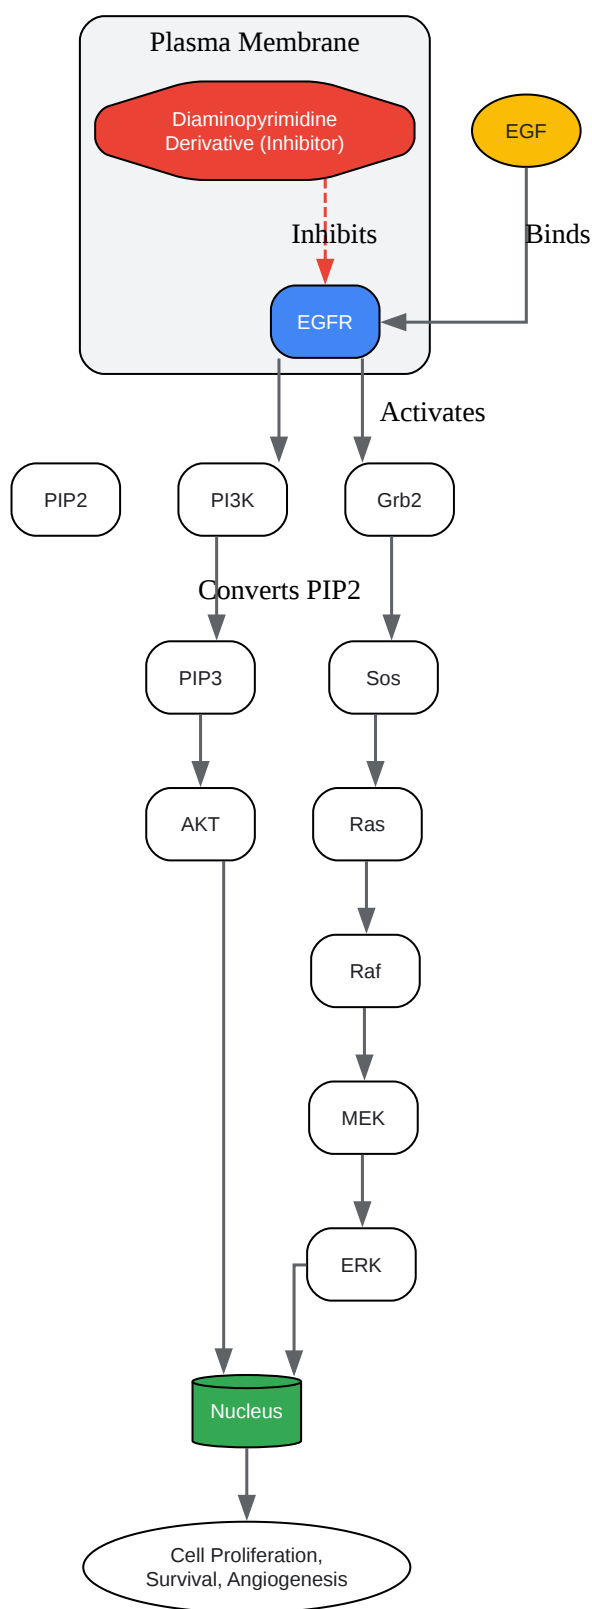 Plasma Membrane
Diaminopyrimidine
Derivative (Inhibitor)
EGF
Inhibits
Binds
EGFR
Activates
PIP2
PI3K
Grb2
Converts PIP2
PIP3
Sos
AKT
Ras
Raf
MEK
ERK
Nucleus
Cell Proliferation,
Survival, Angiogenesis